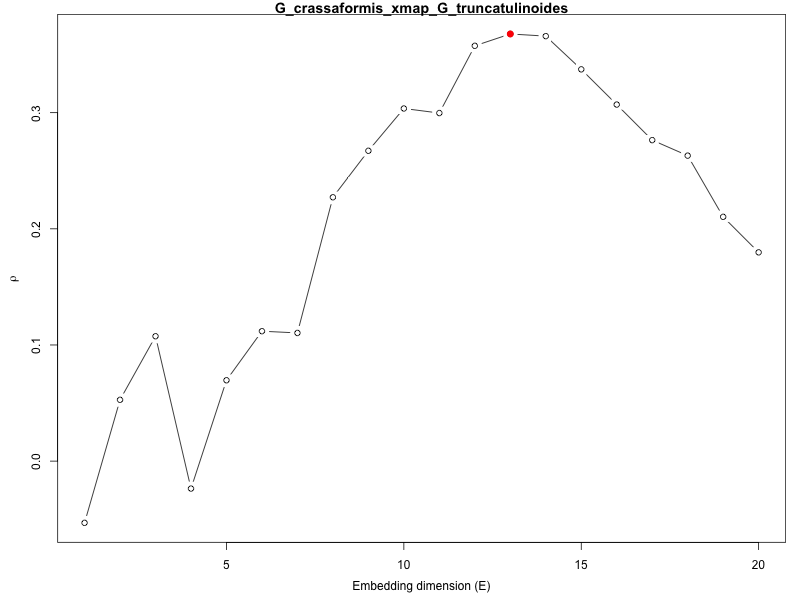 G_crassaformis_xmap_G_truncatulinoides
0.3
0.2
ρ
0.1
0.0
5 10 15 20
Embedding dimension (E)